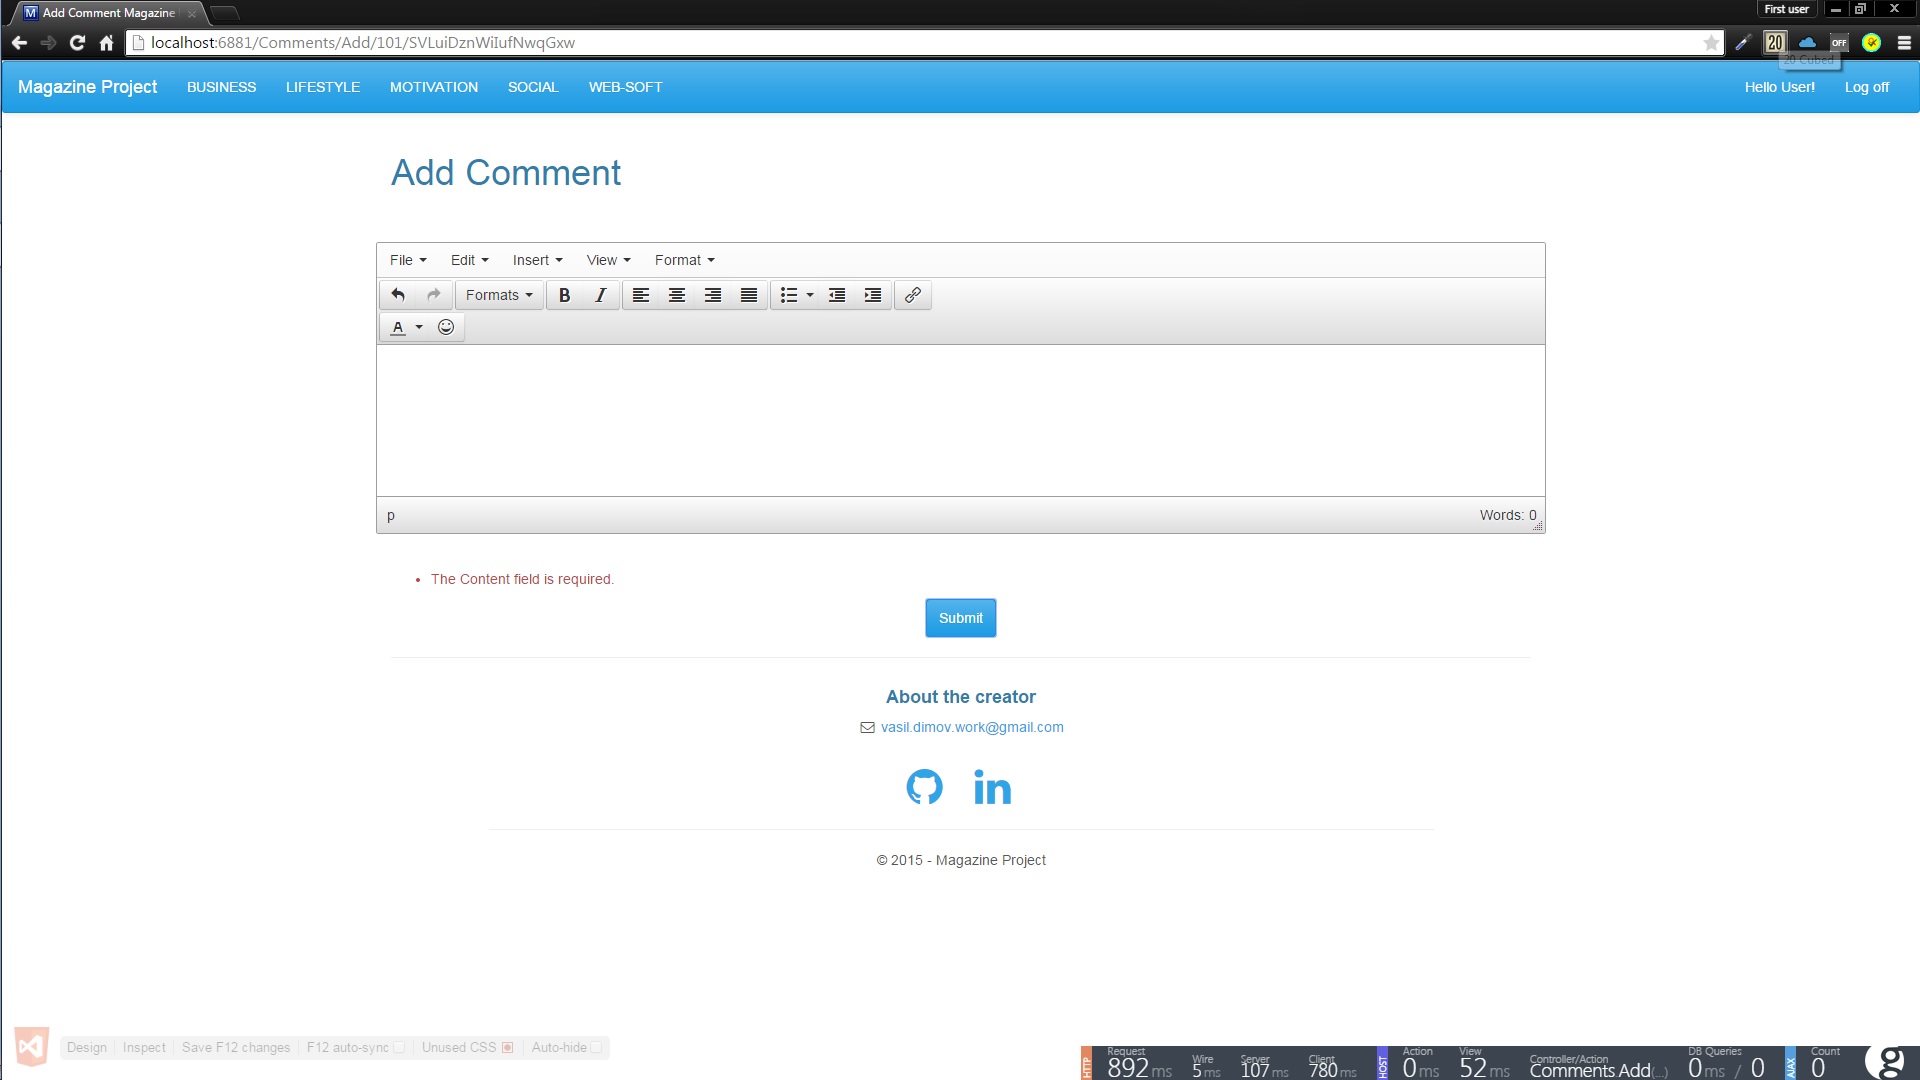 M Add Comment Magazine
First user
localhost:6881/Comments/Add/101/SVLuiDznWiIufNwqGxw
20 OFF
20 Cubed
Magazine Project BUSINESS LIFESTYLE MOTIVATION SOCIAL WEB-SOFT Hello User! Log off
Add Comment
File Edit Insert View Format
Formats B I
A
p Words: 0
The Content field is required.
Submit
About the creator
vasil.dimov.work@gmail.com
in
© 2015 - Magazine Project
Design Inspect Save F12 changes F12 auto-sync Unused CSS Auto-hide
HTTP Request Wire Server Client HOST Action View Controller/Action DB Queries AJAX Count
892 ms 5 ms 107 ms 780 ms 0 ms 52 ms Comments.Add(...) 0 ms / 0 0
g